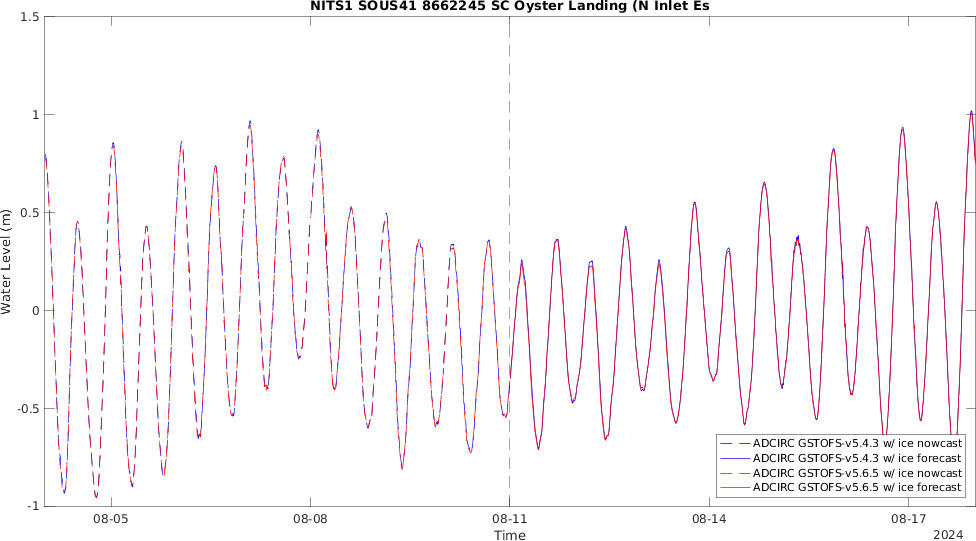 NITS1 SOUS41 8662245 SC Oyster Landing (N Inlet Es
1.5
1
0.5
0
-0.5
-1
Water Level (m)
08-05
08-08
08-11
08-14
08-17
Time
2024
ADCIRC GSTOFS-v5.4.3 w/ ice nowcast
ADCIRC GSTOFS-v5.4.3 w/ ice forecast
ADCIRC GSTOFS-v5.6.5 w/ ice nowcast
ADCIRC GSTOFS-v5.6.5 w/ ice forecast